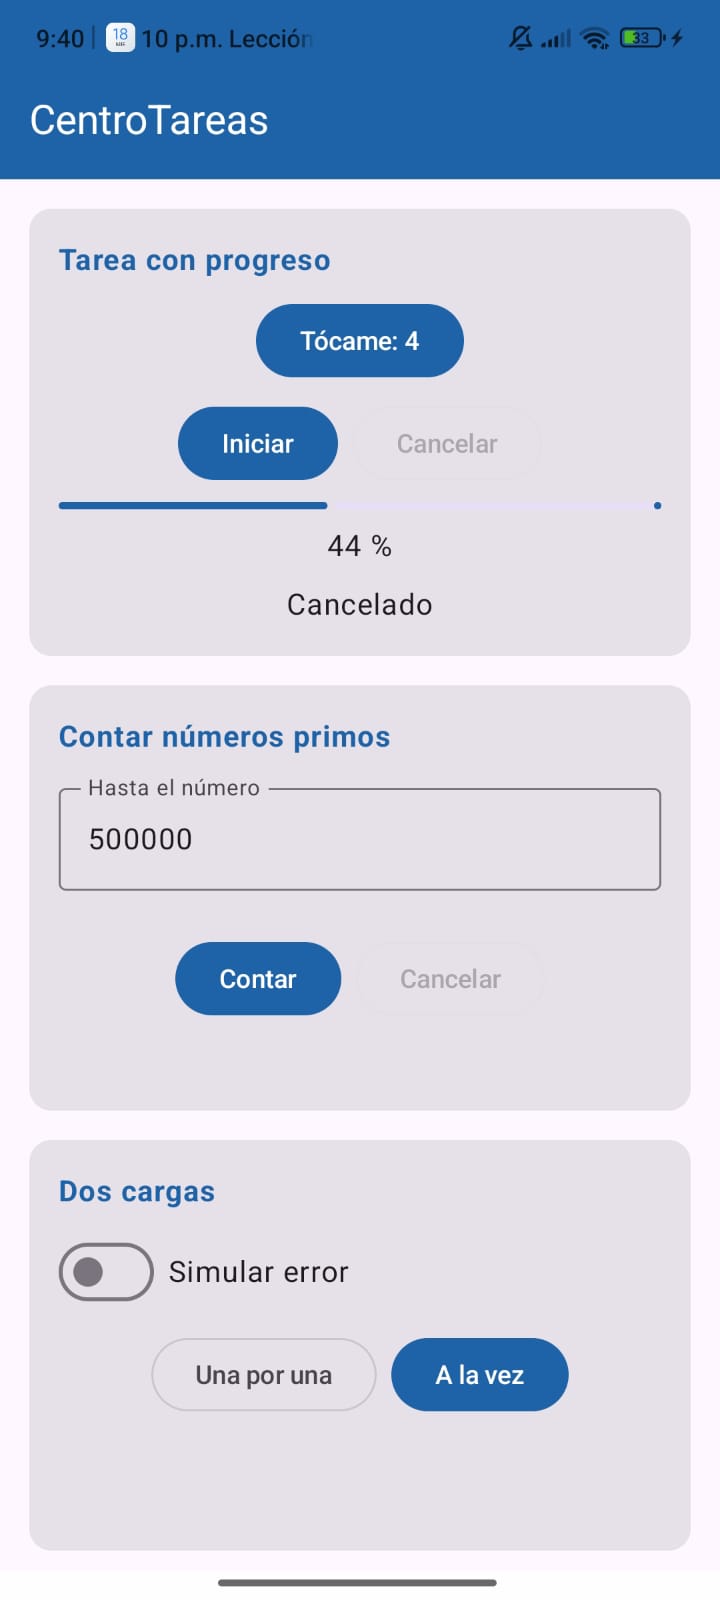 9:40 | 18 10 p.m. Lección 33
CentroTareas
Tarea con progreso
Tócame: 4
Iniciar Cancelar
44 %
Cancelado
Contar números primos
Hasta el número
500000
Contar Cancelar
Dos cargas
Simular error
Una por una A la vez